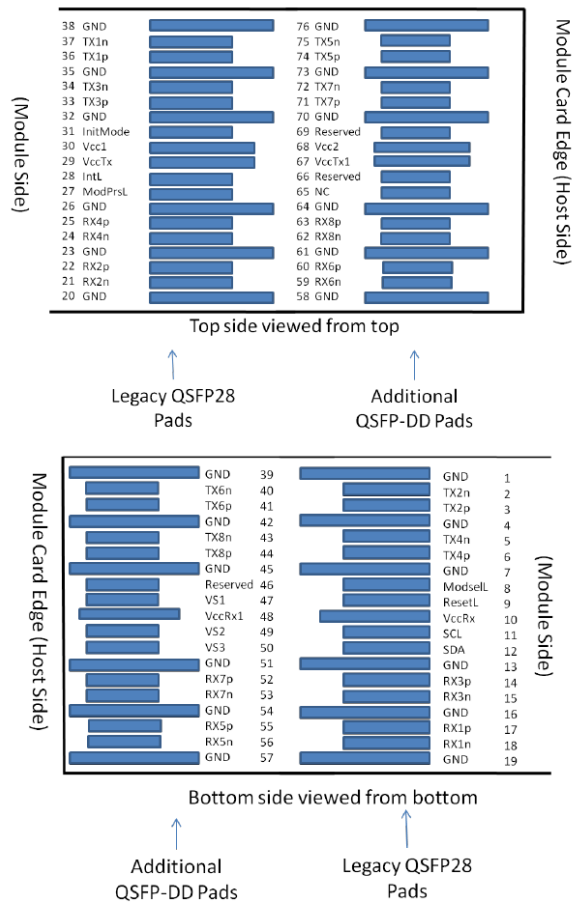 38 GND 76 GND
37 TX1n 75 TX5n
36 TX1p 74 TX5p
35 GND 73 GND
34 TX3n 72 TX7n
33 TX3p 71 TX7p
32 GND 70 GND
31 InitMode 69 Reserved
30 Vcc1 68 Vcc2
29 VccTx 67 VccTx1
28 IntL 66 Reserved
27 ModPrsL 65 NC
26 GND 64 GND
25 RX4p 63 RX8p
24 RX4n 62 RX8n
23 GND 61 GND
22 RX2p 60 RX6p
21 RX2n 59 RX6n
20 GND 58 GND
(Module Side)
Module Card Edge (Host Side)
Top side viewed from top
Legacy QSFP28
Pads
Additional
QSFP-DD Pads
Module Card Edge (Host Side)
(Module Side)
GND 39 GND 1
TX6n 40 TX2n 2
TX6p 41 TX2p 3
GND 42 GND 4
TX8n 43 TX4n 5
TX8p 44 TX4p 6
GND 45 GND 7
Reserved 46 ModselL 8
VS1 47 ResetL 9
VccRx1 48 VccRx 10
VS2 49 SCL 11
VS3 50 SDA 12
GND 51 GND 13
RX7p 52 RX3p 14
RX7n 53 RX3n 15
GND 54 GND 16
RX5p 55 RX1p 17
RX5n 56 RX1n 18
GND 57 GND 19
Bottom side viewed from bottom
Additional
QSFP-DD Pads
Legacy QSFP28
Pads